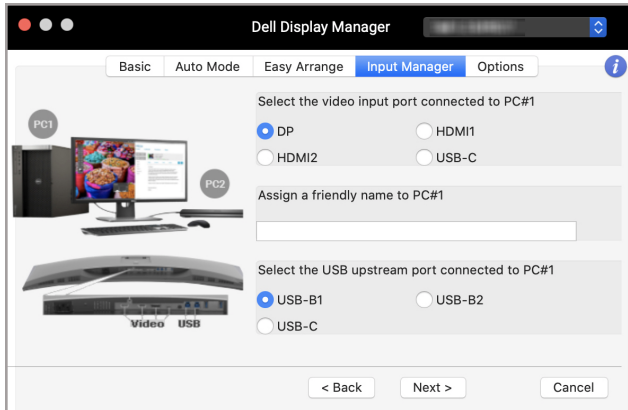 Dell Display Manager
Basic Auto Mode Easy Arrange Input Manager Options i
Select the video input port connected to PC#1
PC1
DP HDMI1
HDMI2 USB-C
PC2
Assign a friendly name to PC#1
Select the USB upstream port connected to PC#1
USB-B1 USB-B2
Video USB
USB-C
< Back Next > Cancel